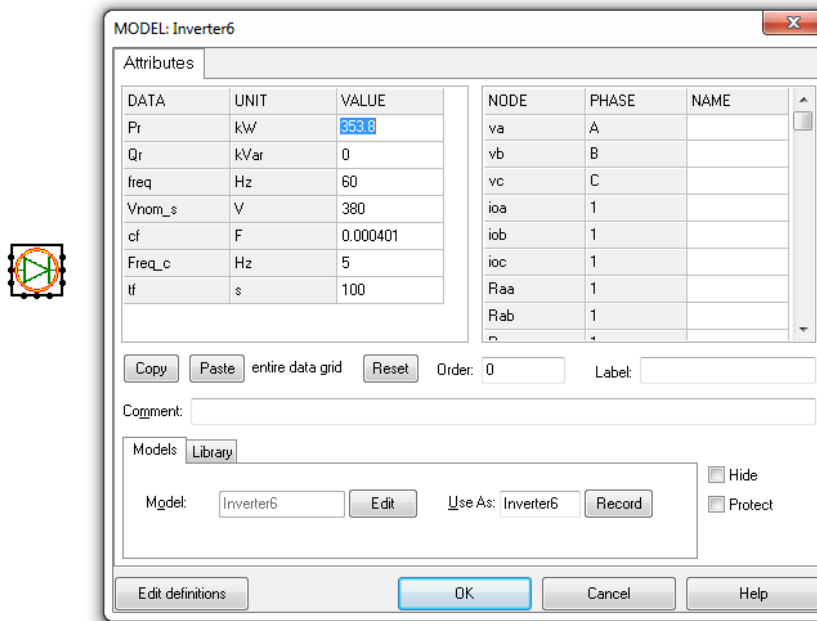 MODEL: Inverter6
Attributes
DATA UNIT VALUE
Pr kW 353.8
Qr kVar 0
freq Hz 60
Vnom_s V 380
cf F 0.000401
Freq_c Hz 5
tf s 100
NODE PHASE NAME
va A
vb B
vc C
ioa 1
iob 1
ioc 1
Raa 1
Rab 1
Copy Paste entire data grid Reset Order: 0 Label:
Comment:
Models Library
Model: Inverter6 Edit Use As: Inverter6 Record
Hide
Protect
Edit definitions OK Cancel Help